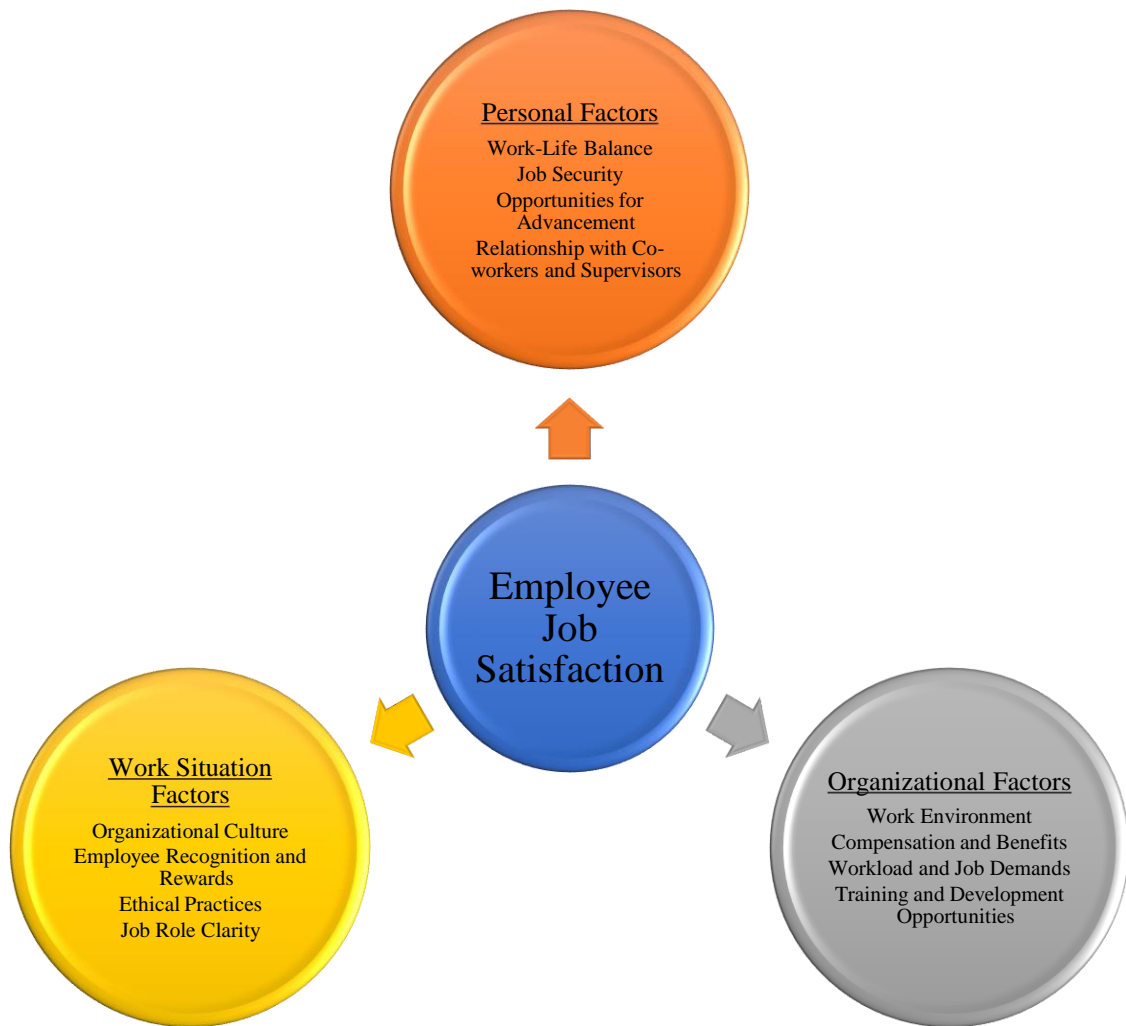 Personal Factors
Work-Life Balance
Job Security
Opportunities for
Advancement
Relationship with Co-
workers and Supervisors
Employee
Job
Satisfaction
Work Situation
Factors
Organizational Culture
Employee Recognition and
Rewards
Ethical Practices
Job Role Clarity
Organizational Factors
Work Environment
Compensation and Benefits
Workload and Job Demands
Training and Development
Opportunities